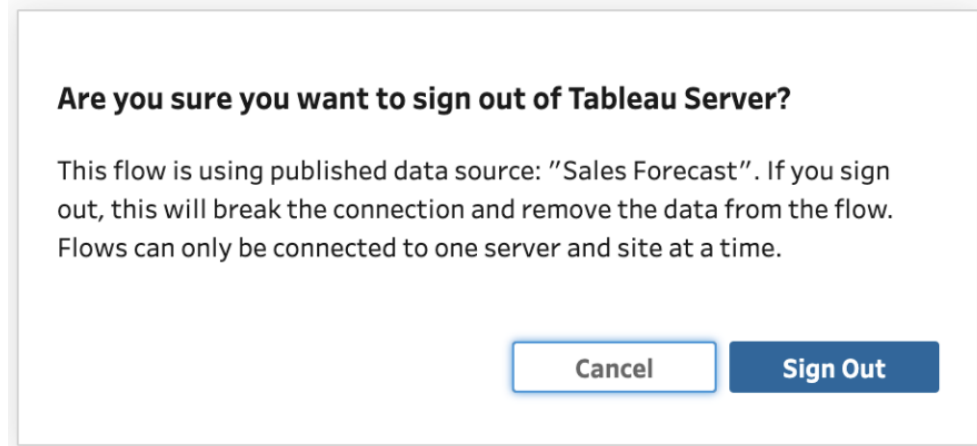 Are you sure you want to sign out of Tableau Server?
This flow is using published data source: "Sales Forecast". If you sign
out, this will break the connection and remove the data from the flow.
Flows can only be connected to one server and site at a time.
Cancel
Sign Out